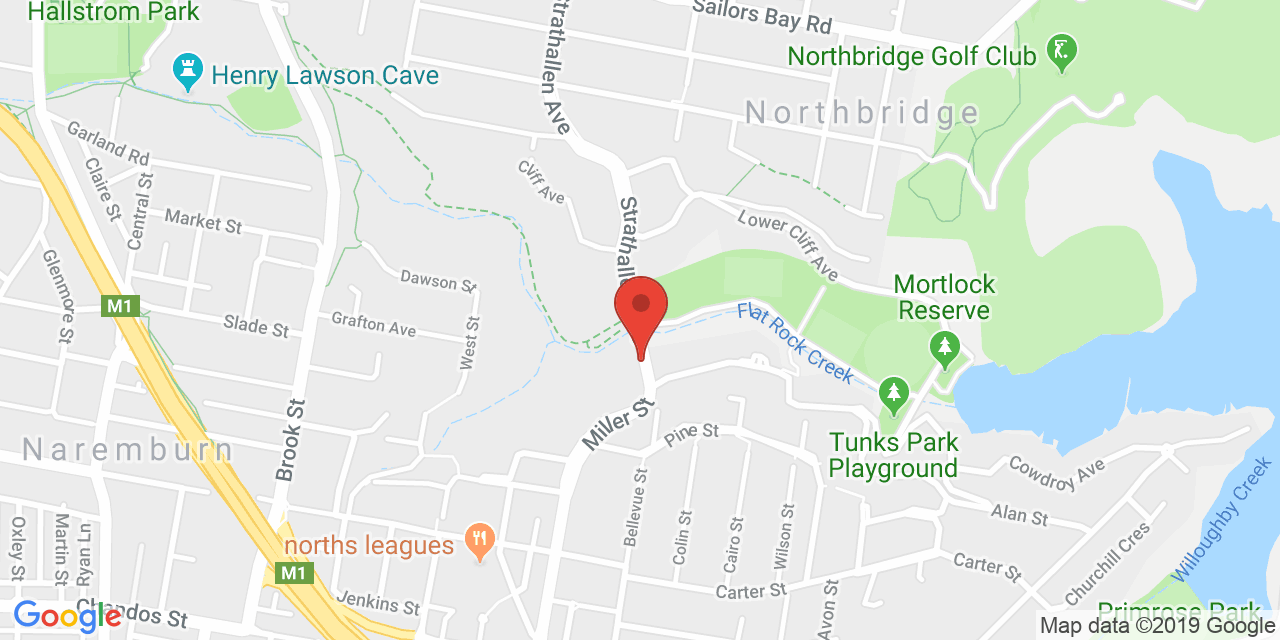 Hallstrom Park
Sailors Bay Rd
Strathallen Ave
Northbridge Golf Club
Henry Lawson Cave
Northbridge
Garland Rd
Claire St
Central St
Cliff Ave
Market St
Strathalle
Lower Cliff Ave
Glenmore St
Dawson St
Mortlock
Reserve
M1
Slade St
Grafton Ave
West St
Flat Rock Creek
Brook St
Miller St
Pine St
Naremburn
Tunks Park
Playground
Cowdroy Ave
Willoughby Creek
Bellevue St
Colin St
Cairo St
Wilson St
Alan St
Oxley St
Martin St
Ryan Ln
norths leagues
Carter St
Churchill Cres
M1
Jenkins St
Carter St
Avon St
Chandos St
Primrose Park
Google
Map data ©2019 Google